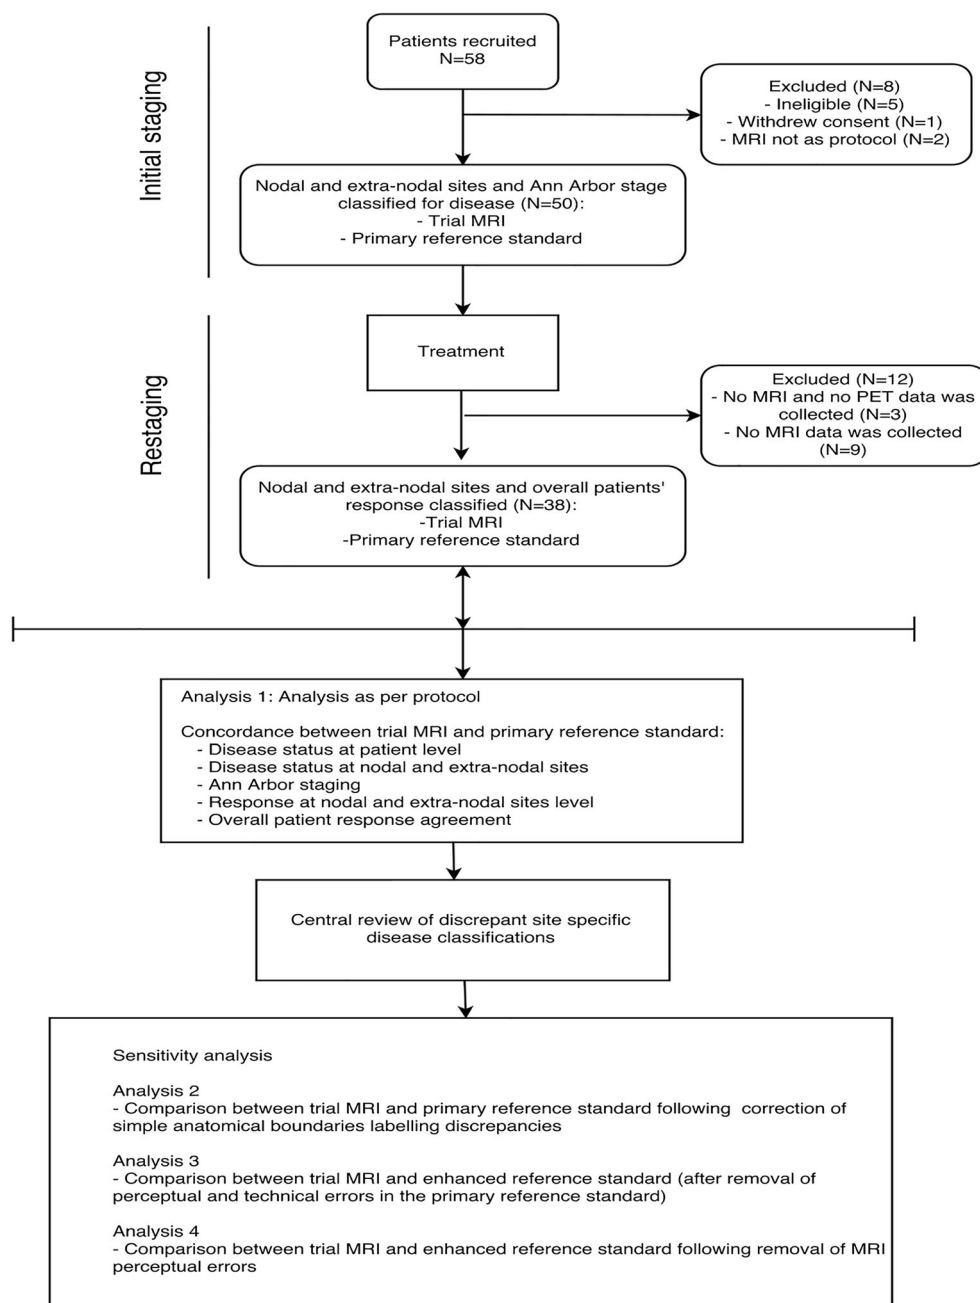 Patients recruited
N=58
Excluded (N=8)
- Ineligible (N=5)
- Withdrew consent (N=1)
- MRI not as protocol (N=2)
Initial staging
Nodal and extra-nodal sites and Ann Arbor stage
classified for disease (N=50):
- Trial MRI
- Primary reference standard
Treatment
Restaging
Excluded (N=12)
- No MRI and no PET data was
collected (N=3)
- No MRI data was collected
(N=9)
Nodal and extra-nodal sites and overall patients'
response classified (N=38):
-Trial MRI
-Primary reference standard
Analysis 1: Analysis as per protocol
Concordance between trial MRI and primary reference standard:
- Disease status at patient level
- Disease status at nodal and extra-nodal sites
- Ann Arbor staging
- Response at nodal and extra-nodal sites level
- Overall patient response agreement
Central review of discrepant site specific
disease classifications
Sensitivity analysis
Analysis 2
- Comparison between trial MRI and primary reference standard following correction of
simple anatomical boundaries labelling discrepancies
Analysis 3
- Comparison between trial MRI and enhanced reference standard (after removal of
perceptual and technical errors in the primary reference standard)
Analysis 4
- Comparison between trial MRI and enhanced reference standard following removal of MRI
perceptual errors